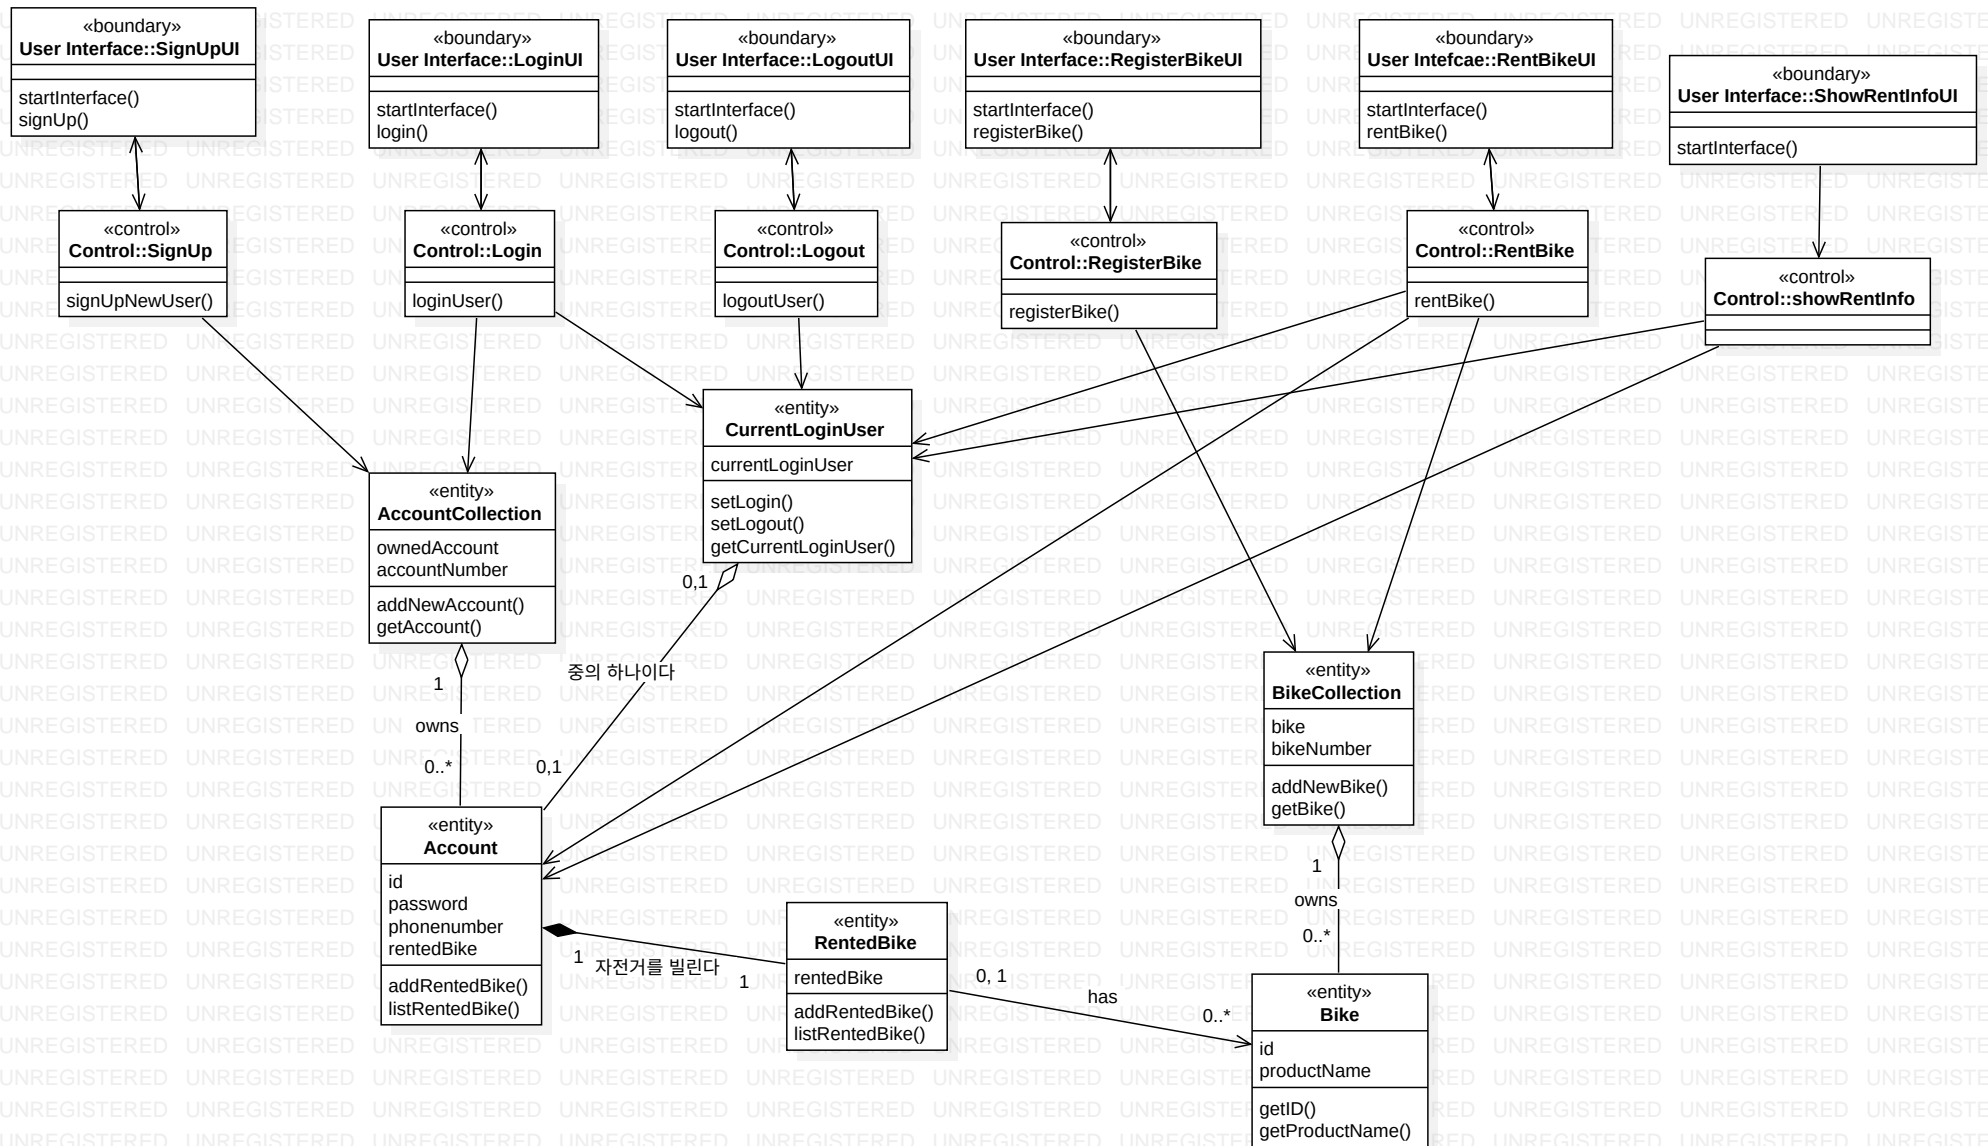 «boundary»
User Interface::SignUpUI
startInterface()
signUp()
«boundary»
User Interface::LoginUI
startInterface()
login()
«boundary»
User Interface::LogoutUI
startInterface()
logout()
«boundary»
User Interface::RegisterBikeUI
startInterface()
registerBike()
«boundary»
User Intefcae::RentBikeUI
startInterface()
rentBike()
«boundary»
User Interface::ShowRentInfoUI
startInterface()
«control»
Control::SignUp
signUpNewUser()
«control»
Control::Login
loginUser()
«control»
Control::Logout
logoutUser()
«control»
Control::RegisterBike
registerBike()
«control»
Control::RentBike
rentBike()
«control»
Control::showRentInfo
«entity»
CurrentLoginUser
currentLoginUser
setLogin()
setLogout()
getCurrentLoginUser()
«entity»
AccountCollection
ownedAccount
accountNumber
addNewAccount()
getAccount()
0,1
중의 하나이다
0,1
1
owns
0..*
«entity»
BikeCollection
bike
bikeNumber
addNewBike()
getBike()
1
owns
0..*
«entity»
Account
id
password
phonenumber
rentedBike
addRentedBike()
listRentedBike()
1
자전거를 빌린다
1
«entity»
RentedBike
rentedBike
addRentedBike()
listRentedBike()
0, 1
has
0..*
«entity»
Bike
id
productName
getID()
getProductName()
UNREGISTERED